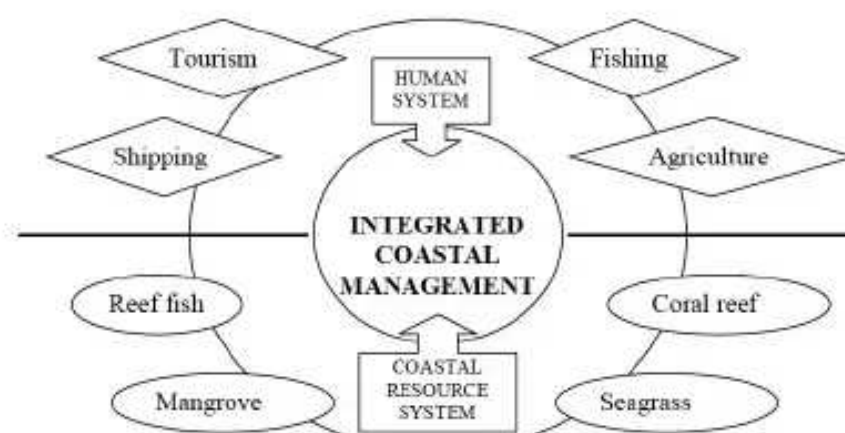 Tourism
Fishing
HUMAN
SYSTEM
Shipping
Agriculture
INTEGRATED
COASTAL
MANAGEMENT
Reef fish
Coral reef
COASTAL
RESOURCE
SYSTEM
Mangrove
Seagrass